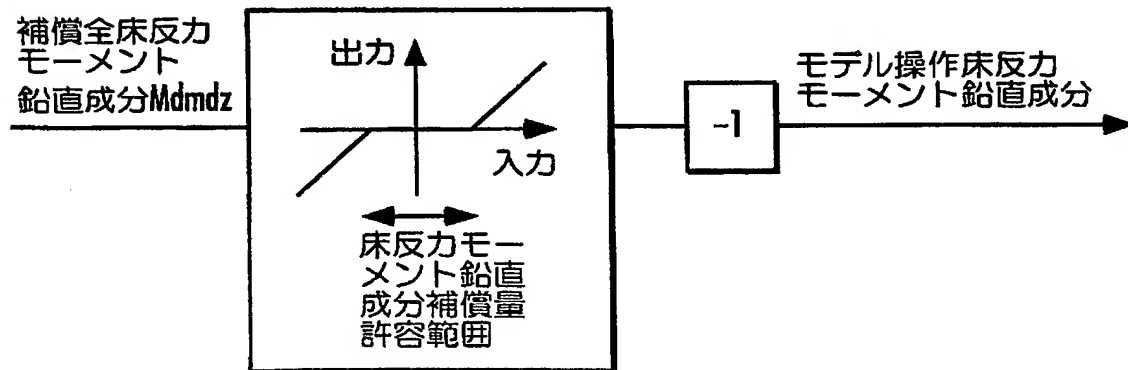 補償全床反力
モーメント
鉛直成分Mdmdz
出力
入力
床反力モー
メント鉛直
成分補償量
許容範囲
-1
モデル操作床反力
モーメント鉛直成分